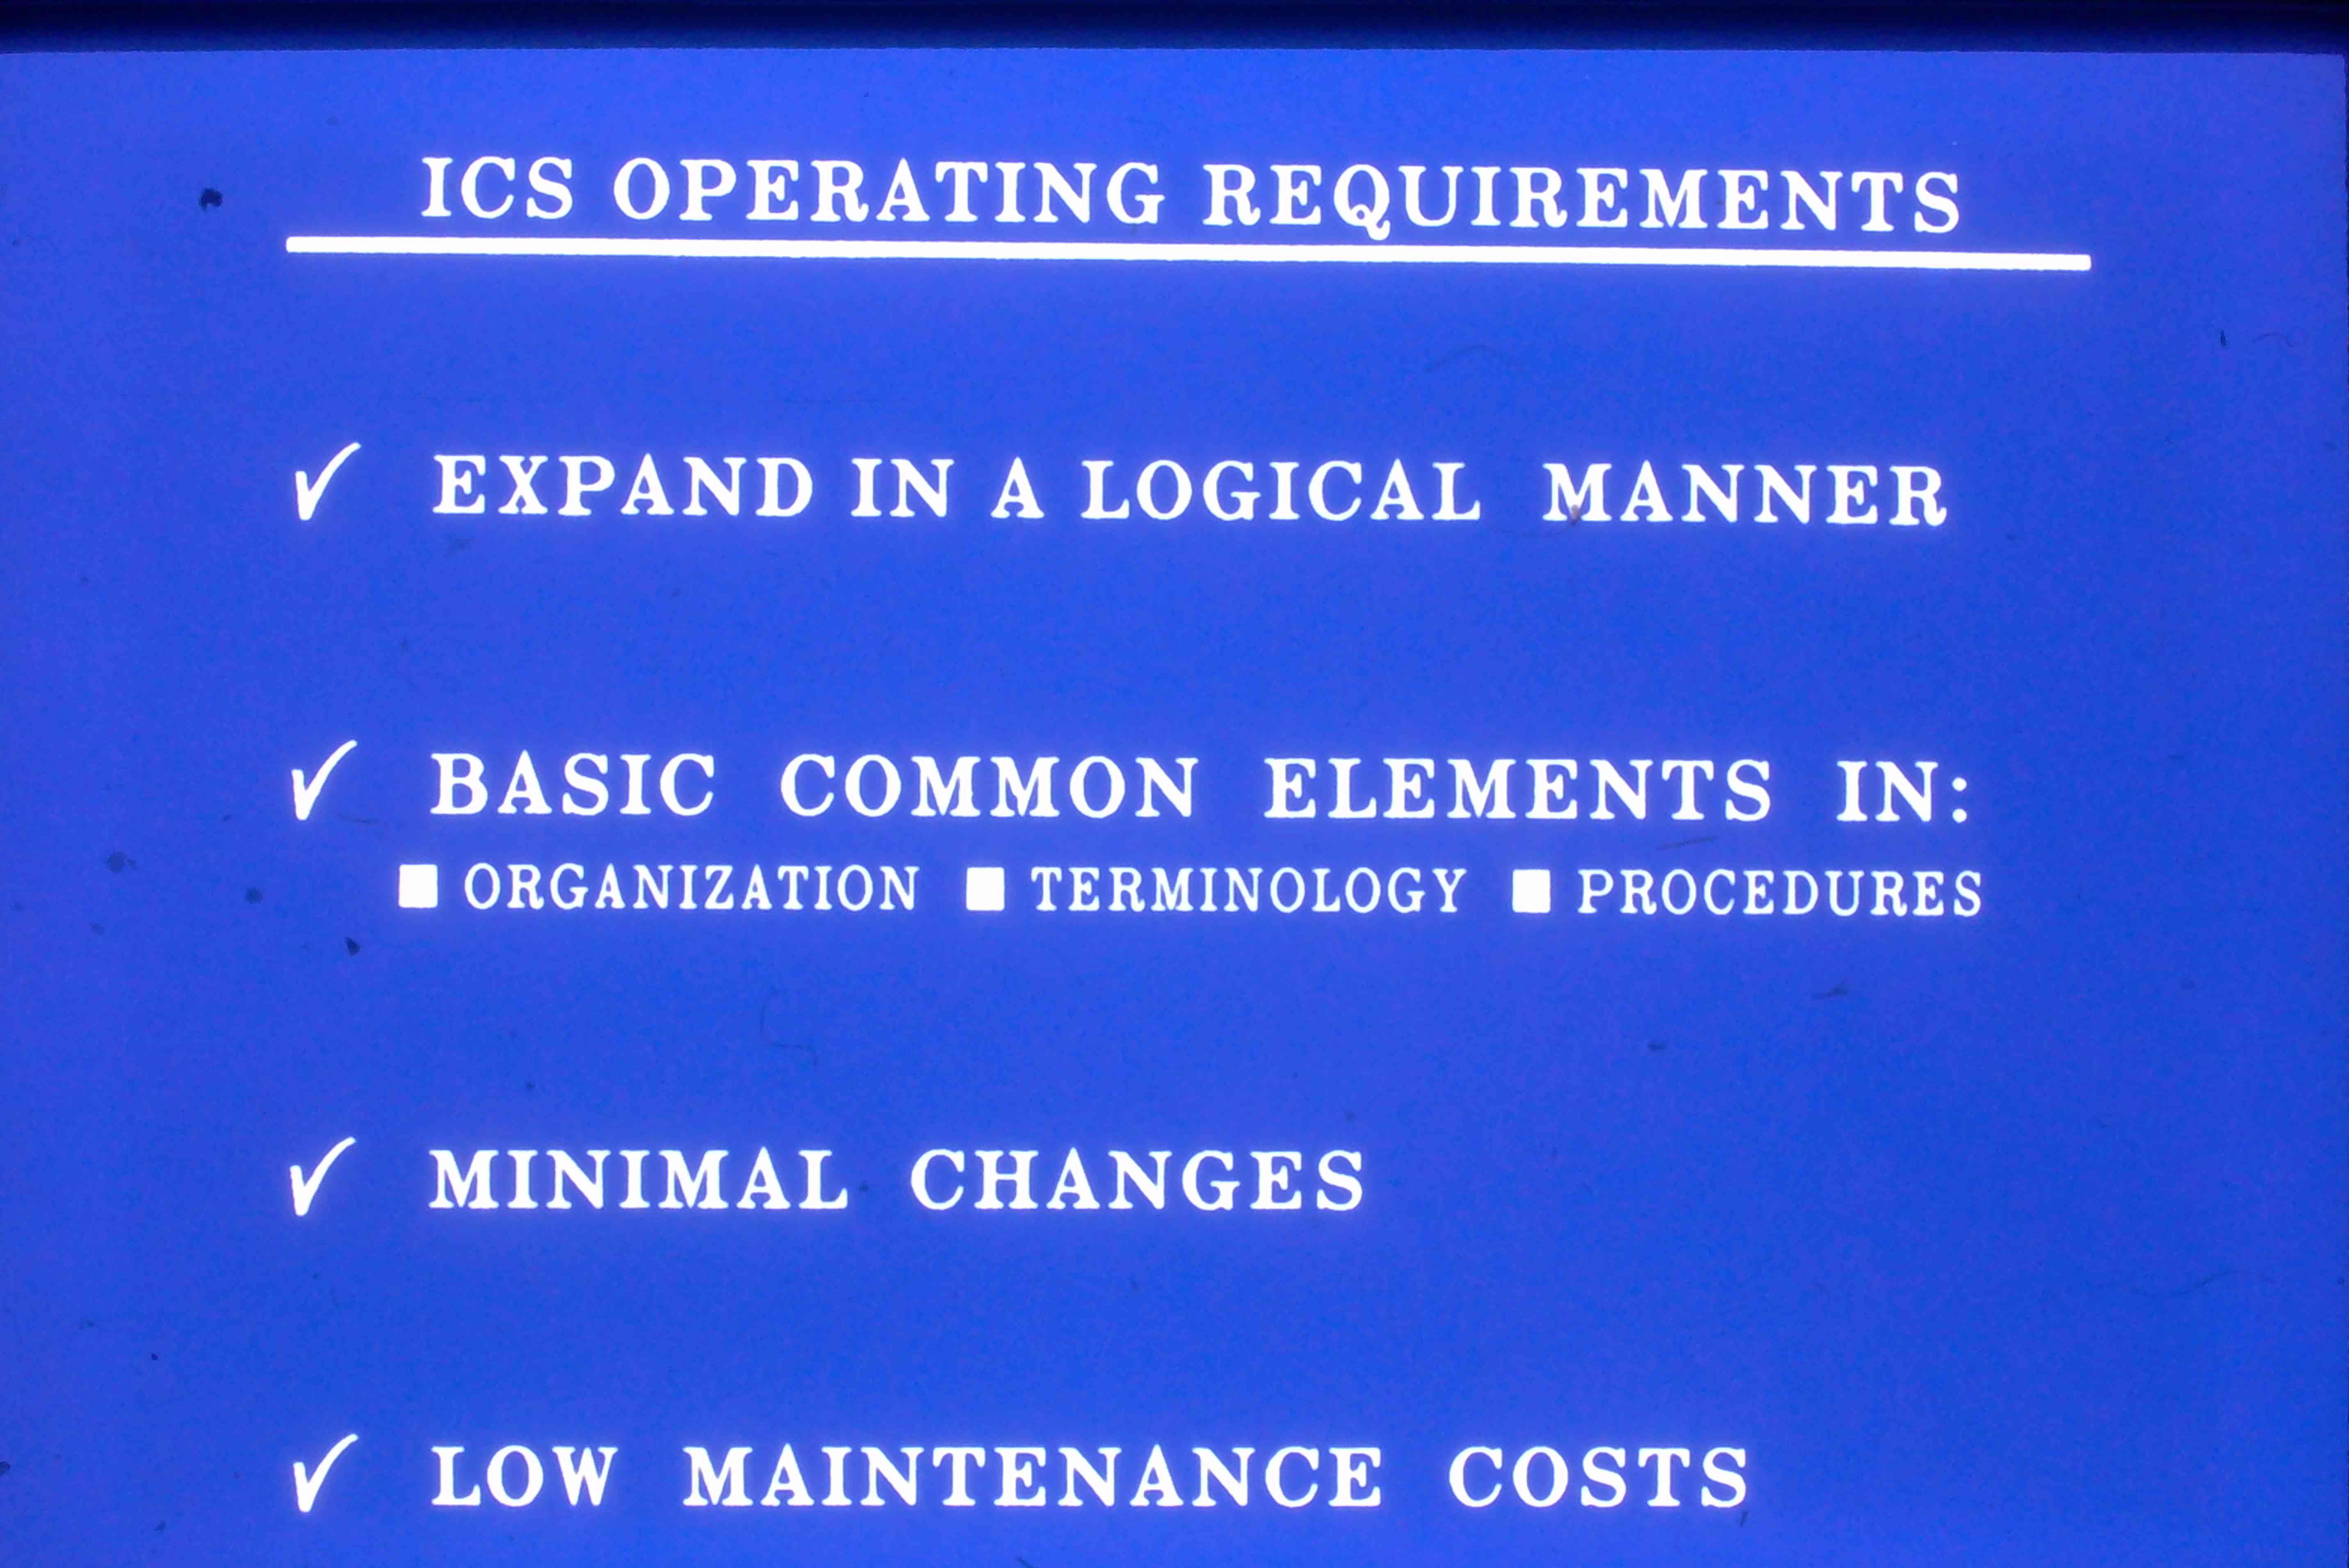 ICS OPERATING REQUIREMENTS
✓ EXPAND IN A LOGICAL MANNER
✓ BASIC COMMON ELEMENTS IN:
■ ORGANIZATION ■ TERMINOLOGY ■ PROCEDURES
✓ MINIMAL CHANGES
✓ LOW MAINTENANCE COSTS